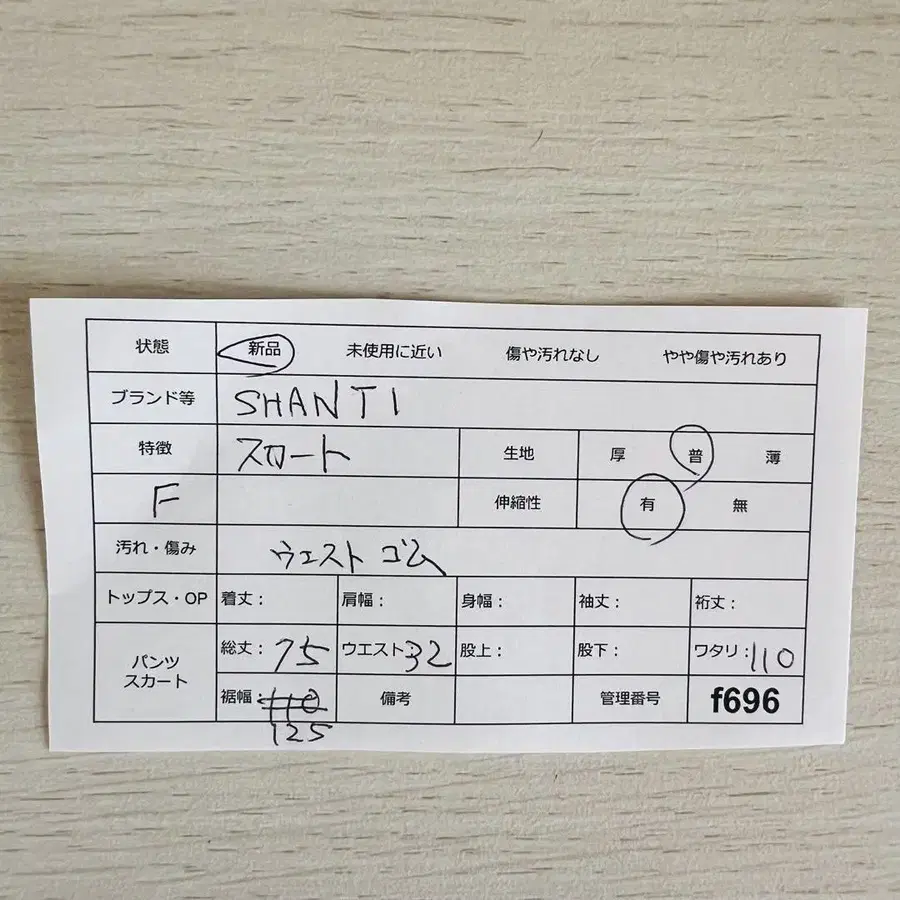 状態 新品 未使用に近い 傷や汚れなし やや傷や汚れあり
ブランド等 SHANTI
特徴 スロート 生地 厚 普 薄
F 伸縮性 有 無
汚れ・傷み ウエスト ゴム
トップス・OP 着丈： 肩幅： 身幅： 袖丈： 裄丈：
パンツ スカート 総丈：75 ウエスト：32 股上： 股下： ワタリ：110
裾幅：110 備考 管理番号 f696
125